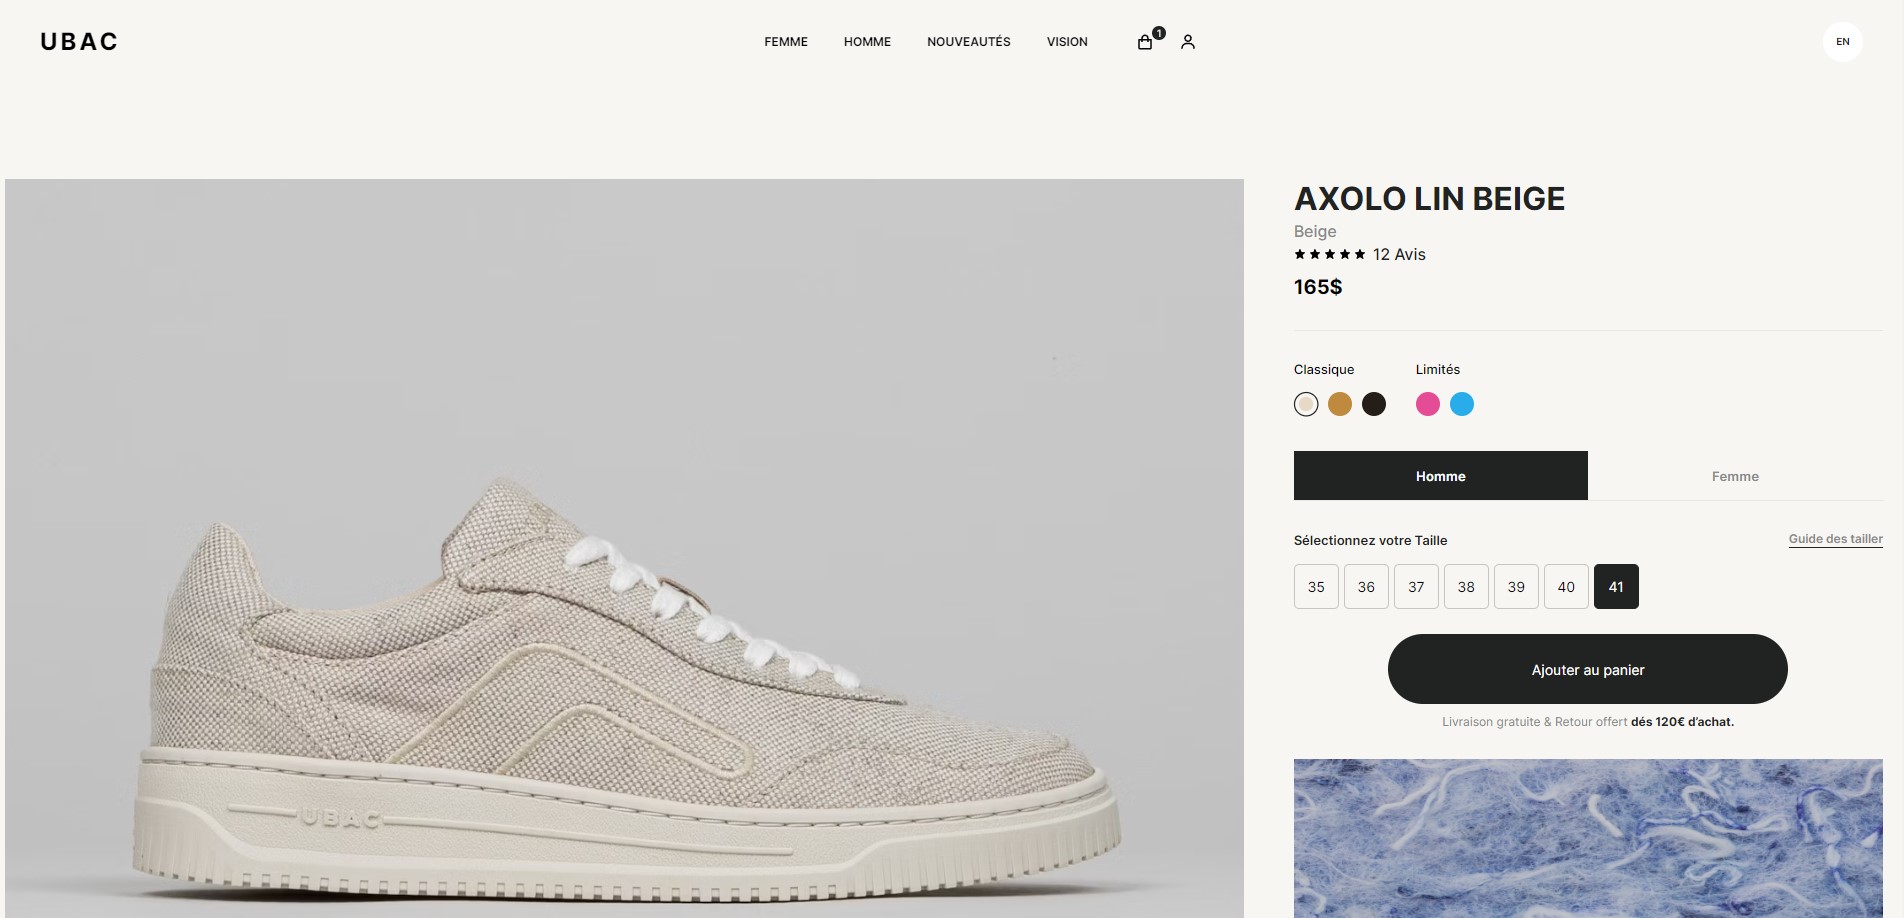 UBAC
FEMME HOMME NOUVEAUTÉS VISION 1
EN
AXOLO LIN BEIGE
Beige
12 Avis
165$
Classique Limités
Homme Femme
Sélectionnez votre Taille Guide des tailler
35 36 37 38 39 40 41
Ajouter au panier
Livraison gratuite & Retour offert dés 120€ d'achat.
UBAC